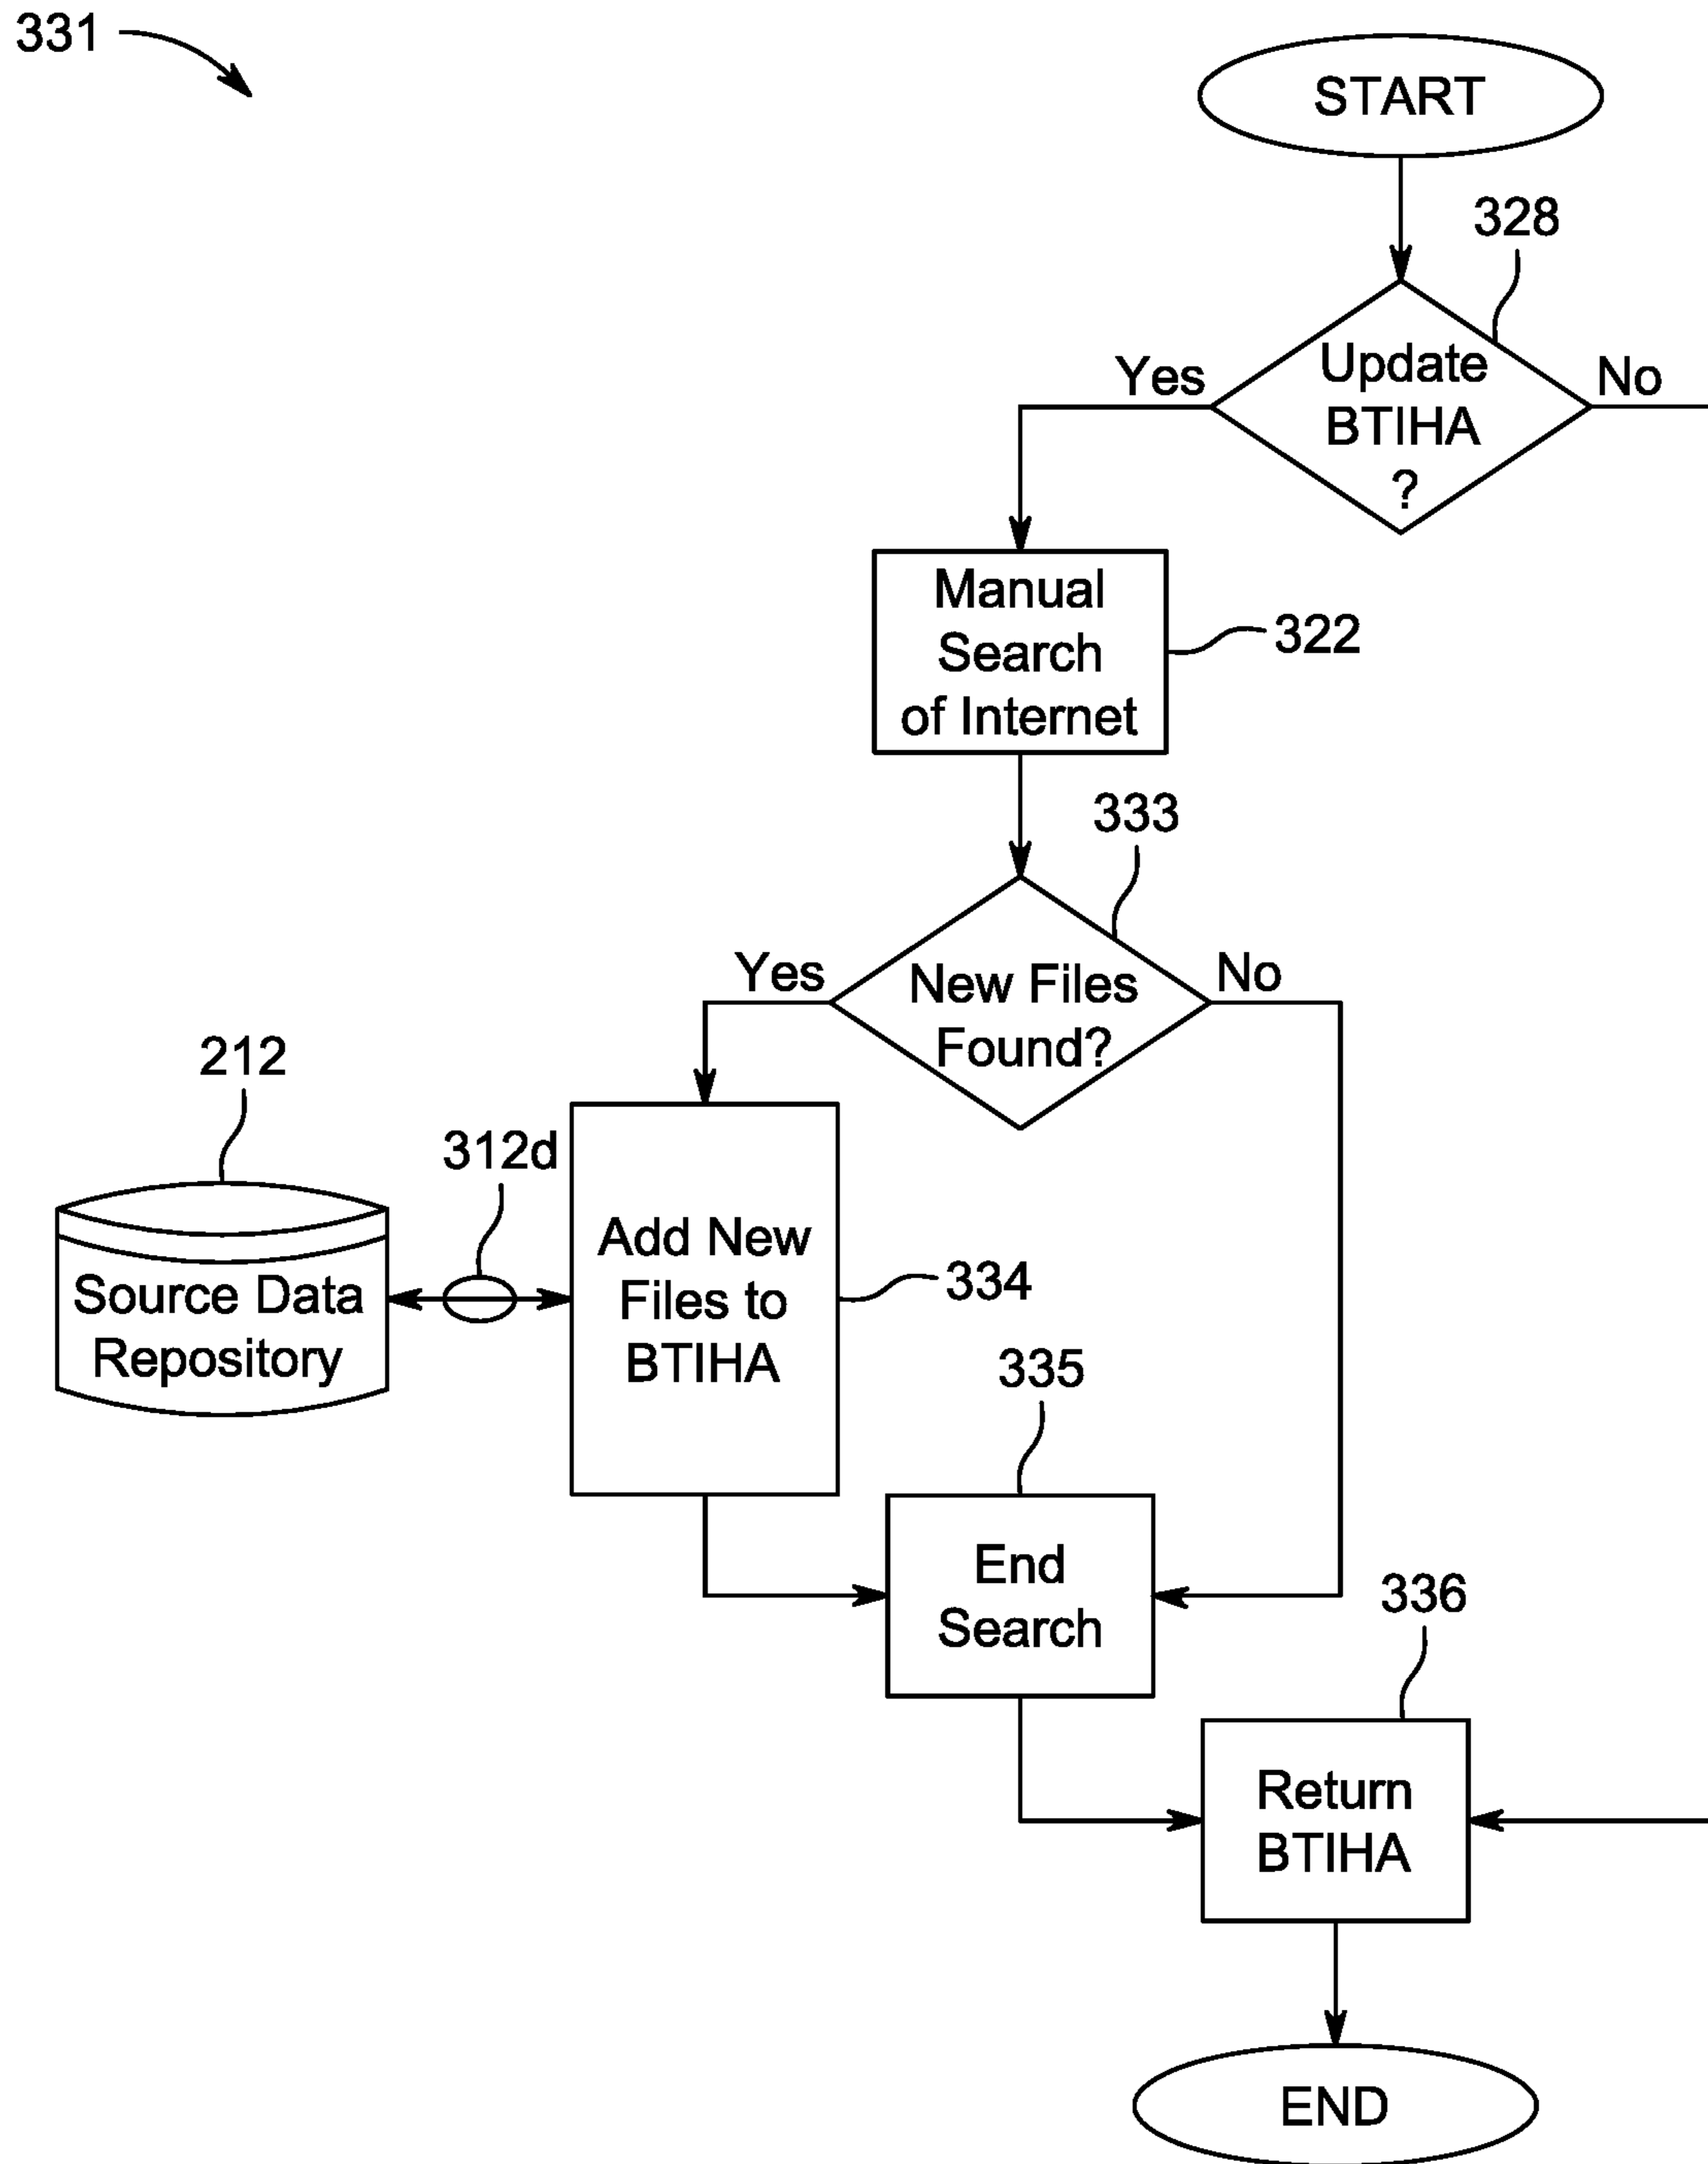 331
START
328
Yes
Update
BTIHA
?
No
Manual
Search
of Internet
322
333
Yes
New Files
Found?
No
212
312d
Source Data
Repository
Add New
Files to
BTIHA
334
335
End
Search
336
Return
BTIHA
END